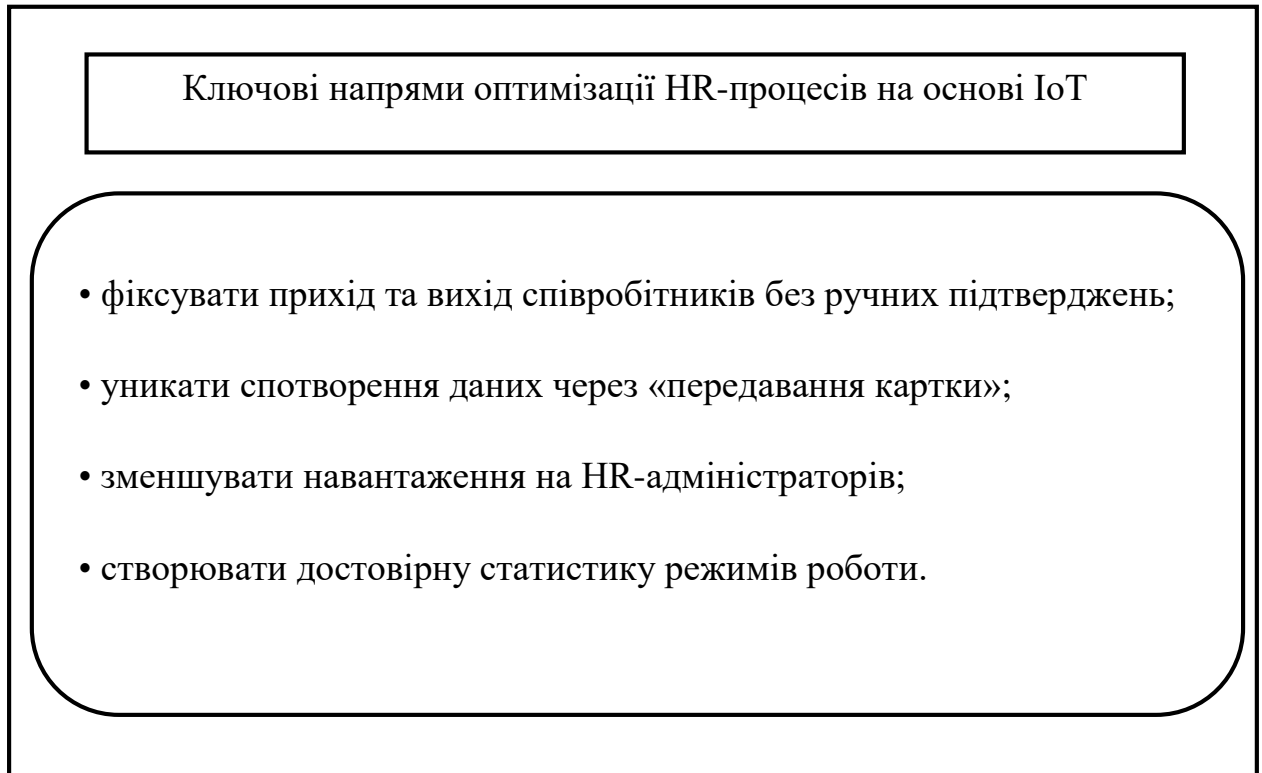 Ключові напрями оптимізації HR-процесів на основі IoT
• фіксувати прихід та вихід співробітників без ручних підтверджень;
• уникати спотворення даних через «передавання картки»;
• зменшувати навантаження на HR-адміністраторів;
• створювати достовірну статистику режимів роботи.